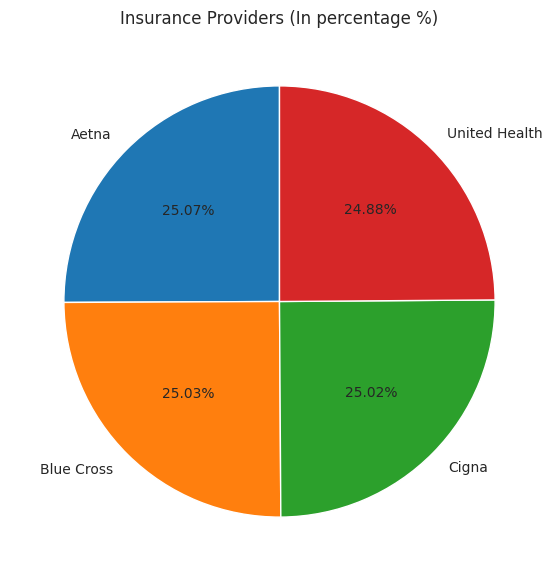 Insurance Providers (In percentage %)
Aetna
United Health
25.07%
24.88%
25.03%
25.02%
Blue Cross
Cigna